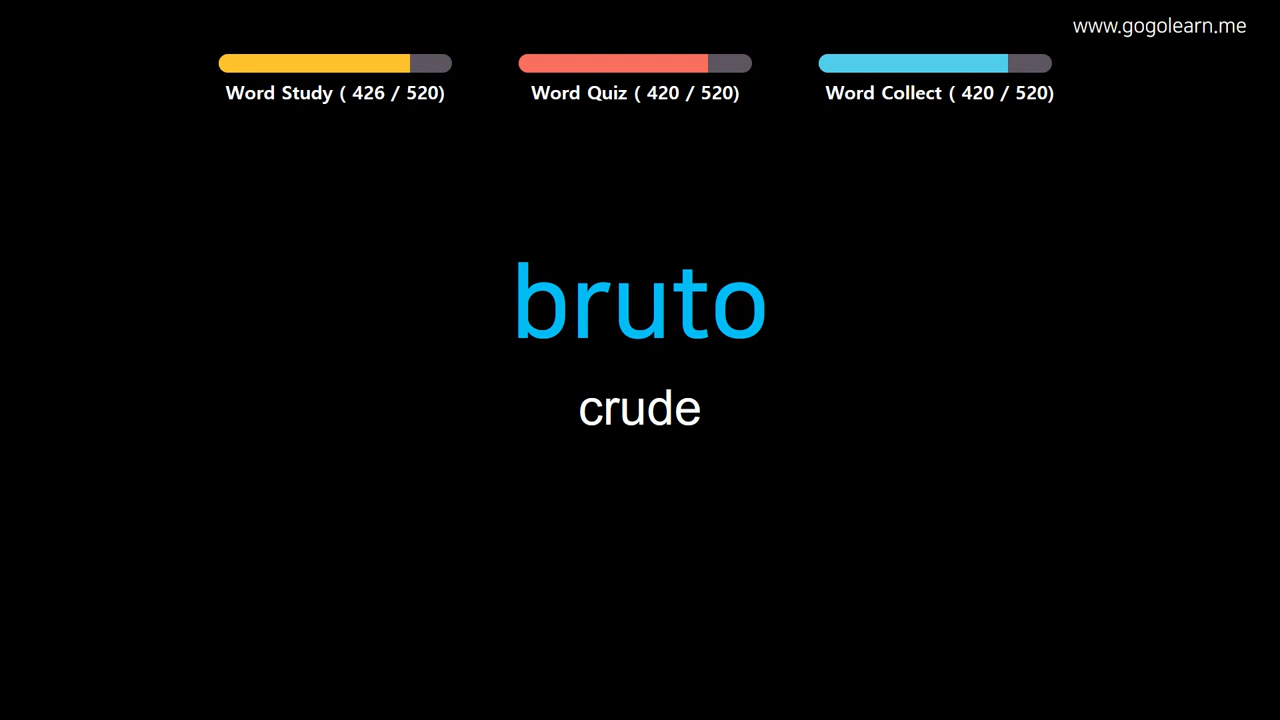 www.gogolearn.me
Word Study ( 426 / 520)
Word Quiz ( 420 / 520)
Word Collect ( 420 / 520)
bruto
crude